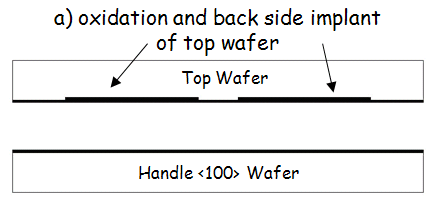 a) oxidation and back side implant
of top wafer
Top Wafer
Handle <100> Wafer